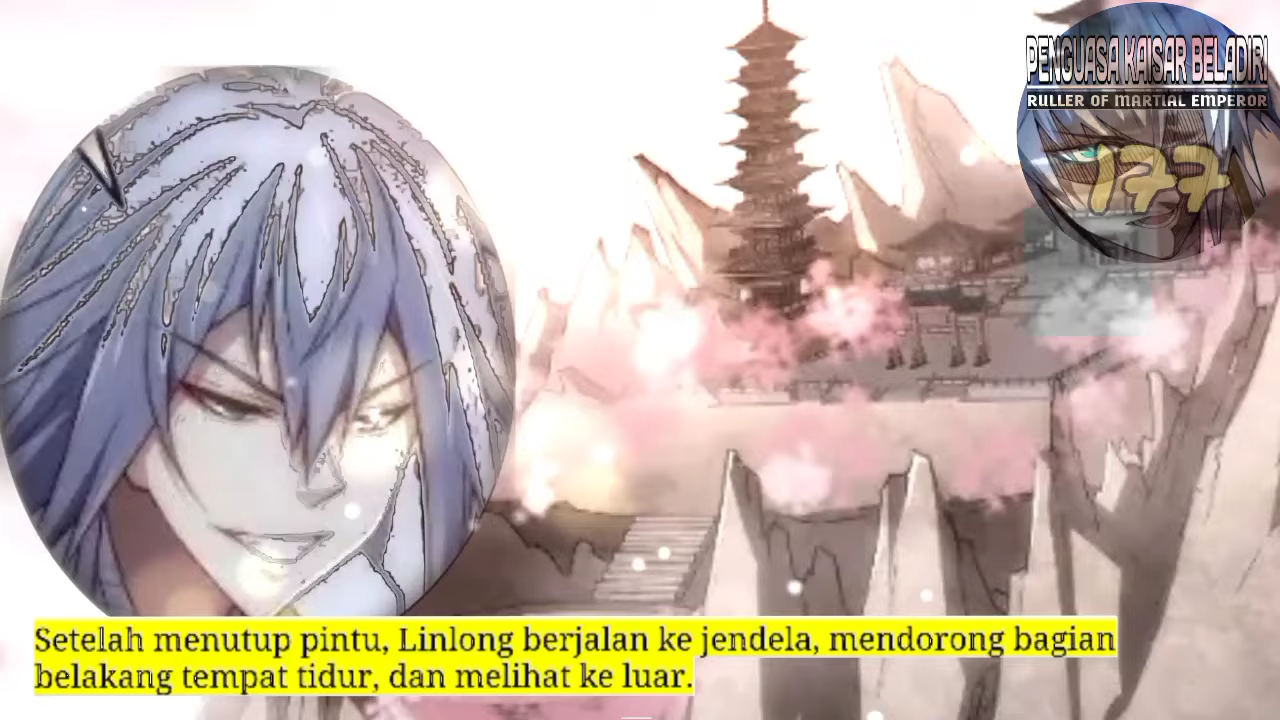 PENGUASA KAISAR BELADIRI
RULLER OF MARTIAL EMPEROR
177
Setelah menutup pintu, Linlong berjalan ke jendela, mendorong bagian
belakang tempat tidur, dan melihat ke luar.